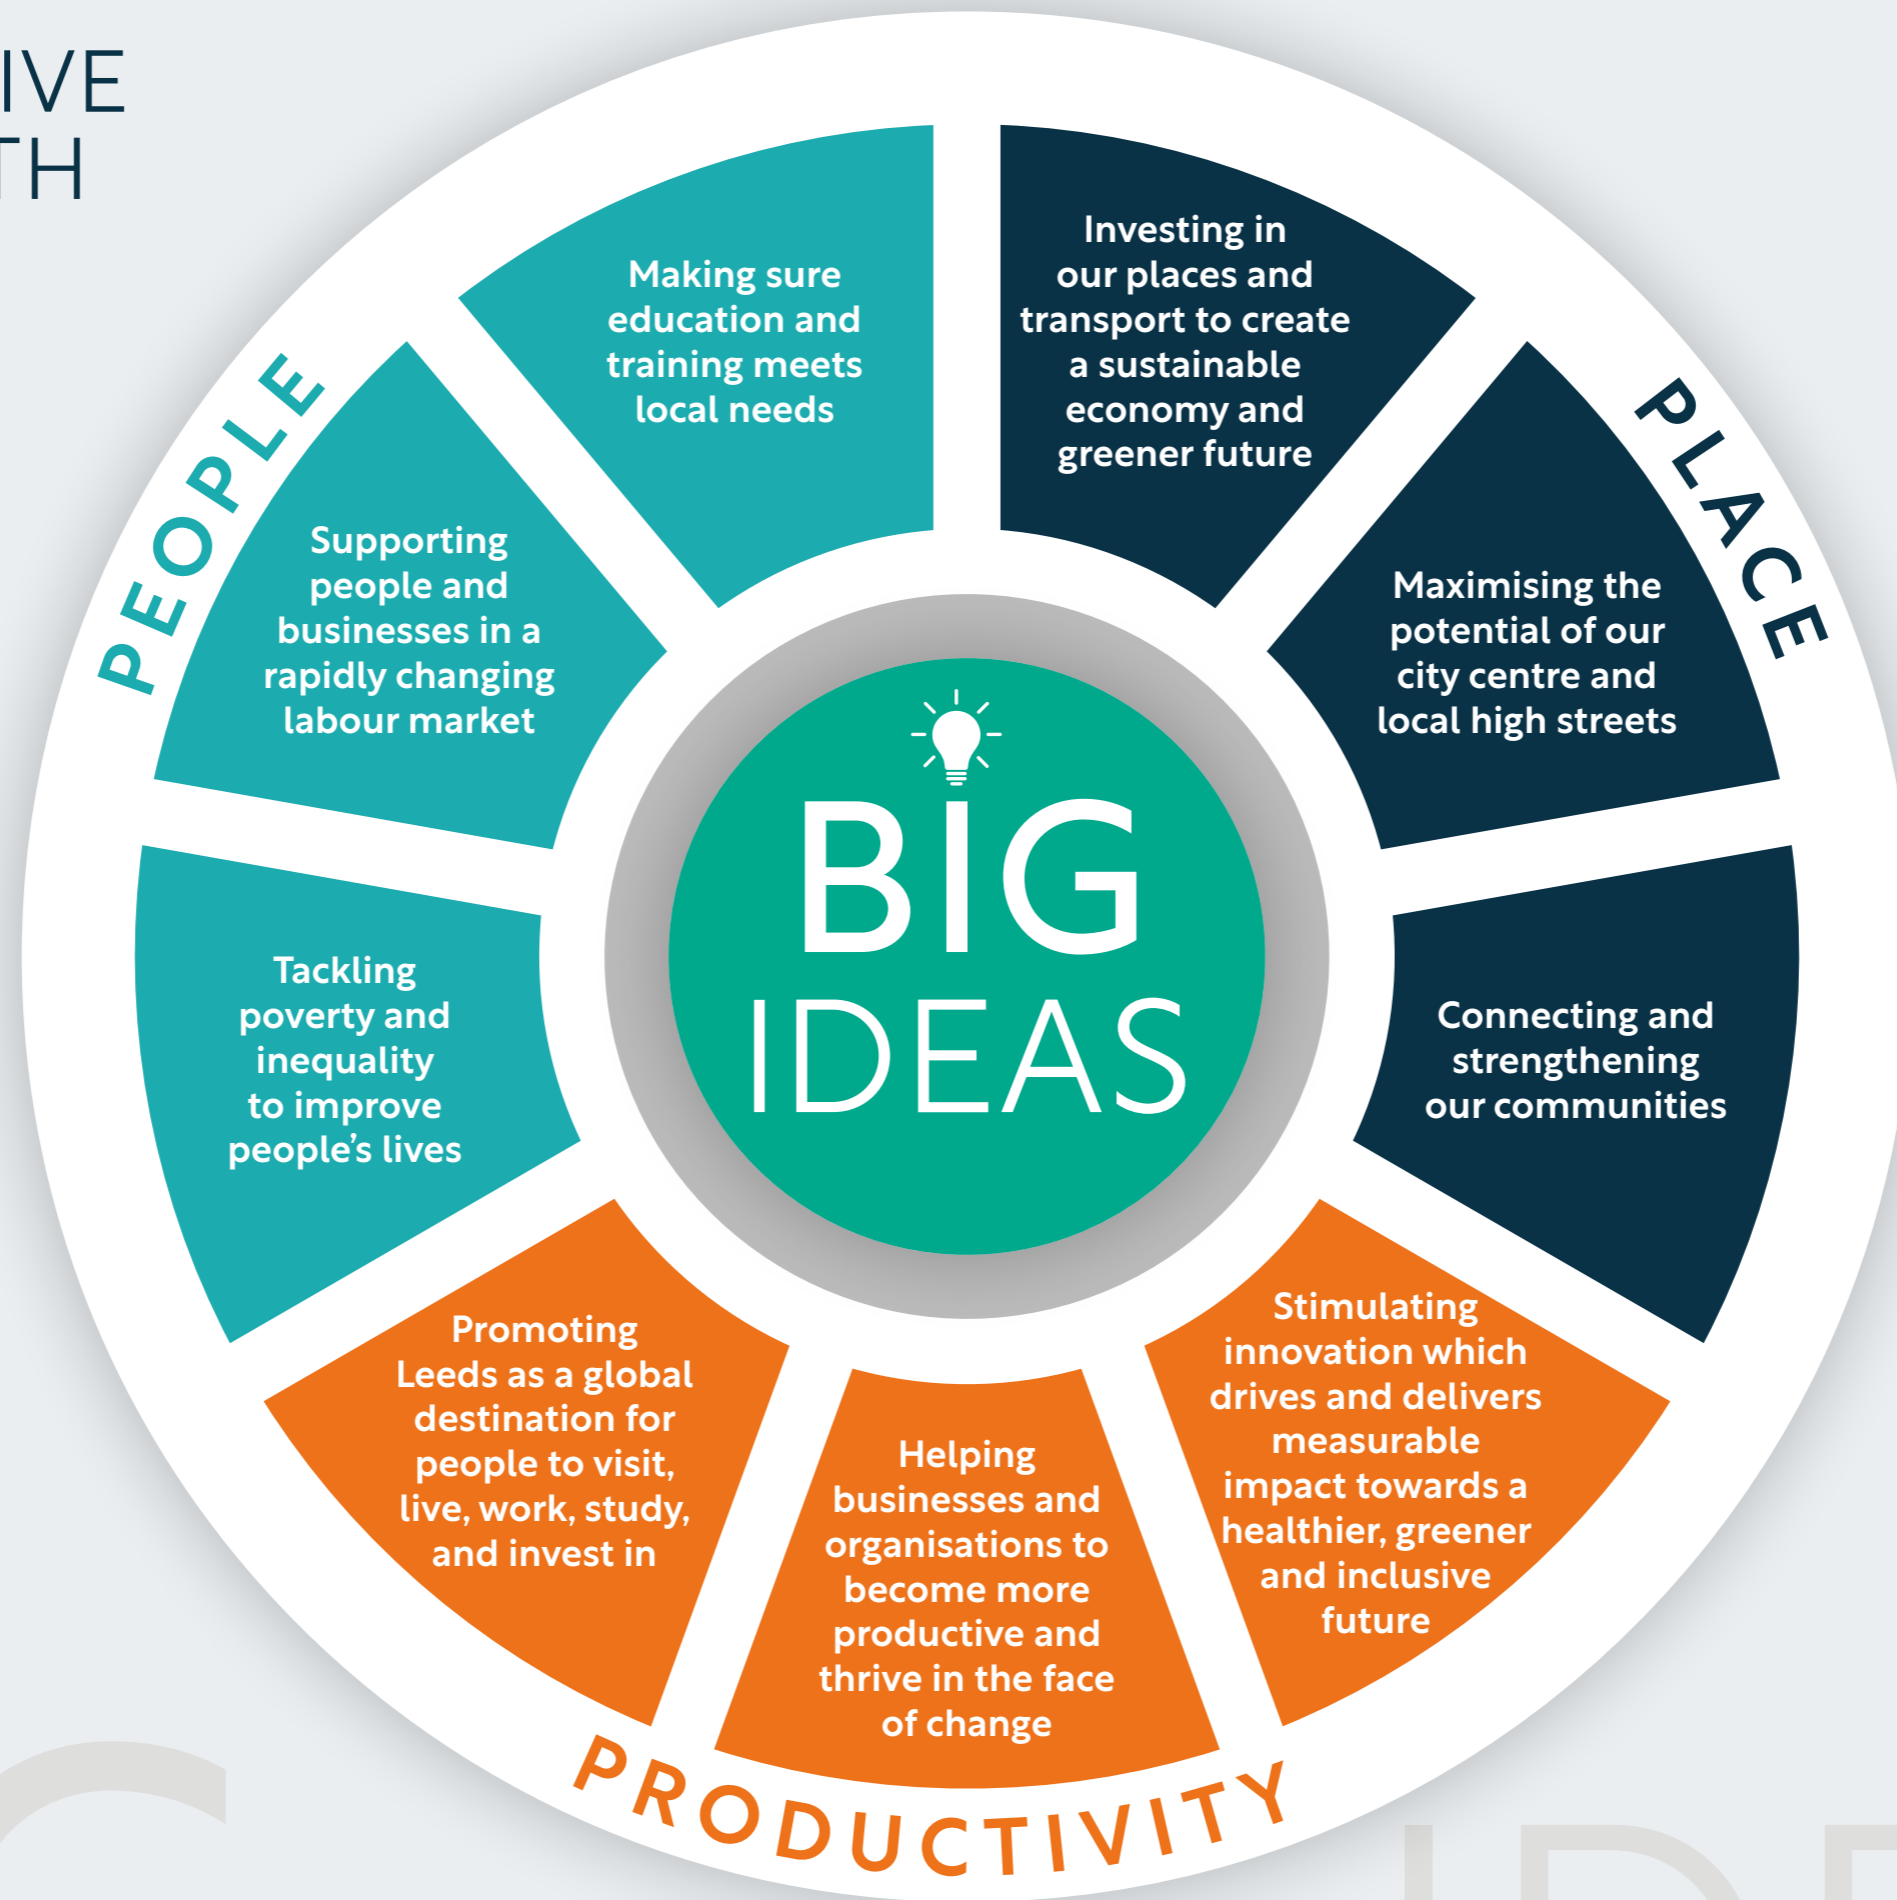 IVE
TH
PEOPLE
Making sure
education and
training meets
local needs
Supporting
people and
businesses in a
rapidly changing
labour market
Tackling
poverty and
inequality
to improve
people's lives
PLACE
Investing in
our places and
transport to create
a sustainable
economy and
greener future
Maximising the
potential of our
city centre and
local high streets
Connecting and
strengthening
our communities
BIG
IDEAS
Promoting
Leeds as a global
destination for
people to visit,
live, work, study,
and invest in
Helping
businesses and
organisations to
become more
productive and
thrive in the face
of change
Stimulating
innovation which
drives and delivers
measurable
impact towards a
healthier, greener
and inclusive
future
PRODUCTIVITY